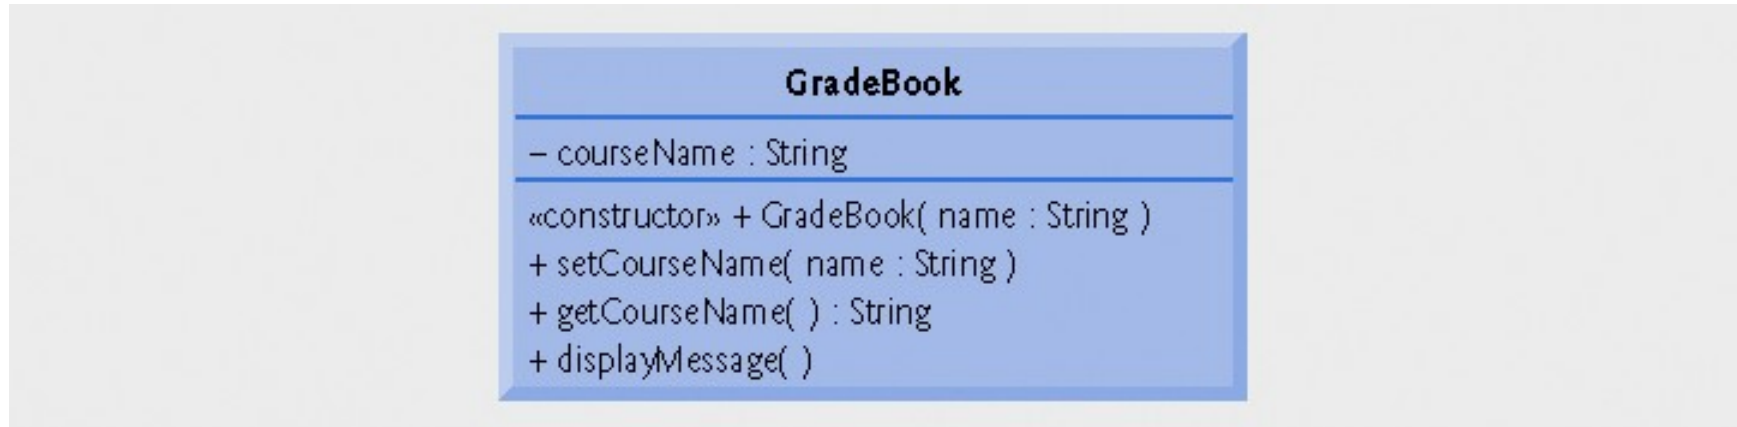 GradeBook
– courseName : String
«constructor» + GradeBook( name : String )
+ setCourseName( name : String )
+ getCourseName( ) : String
+ displayMessage( )